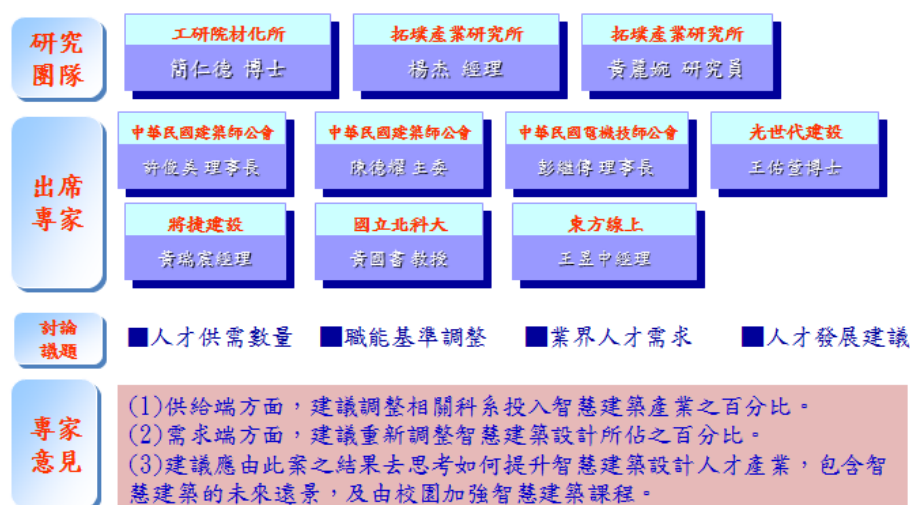 研究
團隊
工研院材化所
簡仁德 博士
拓墣產業研究所
楊杰 經理
拓墣產業研究所
黃麗婉 研究員
出席
專家
中華民國建築師公會
許俊美 理事長
中華民國建築師公會
陳德耀 主委
中華民國電機技師公會
彭繼傳 理事長
光世代建設
王佑萱博士
將捷建設
黃瑞宸經理
國立北科大
黃國書 教授
東方線上
王昱中經理
討論
議題
■人才供需數量
■職能基準調整
■業界人才需求
■人才發展建議
專家
意見
(1)供給端方面，建議調整相關科系投入智慧建築產業之百分比。
(2)需求端方面，建議重新調整智慧建築設計所佔之百分比。
(3)建議應由此案之結果去思考如何提升智慧建築設計人才產業，包含智
慧建築的未來遠景，及由校園加強智慧建築課程。